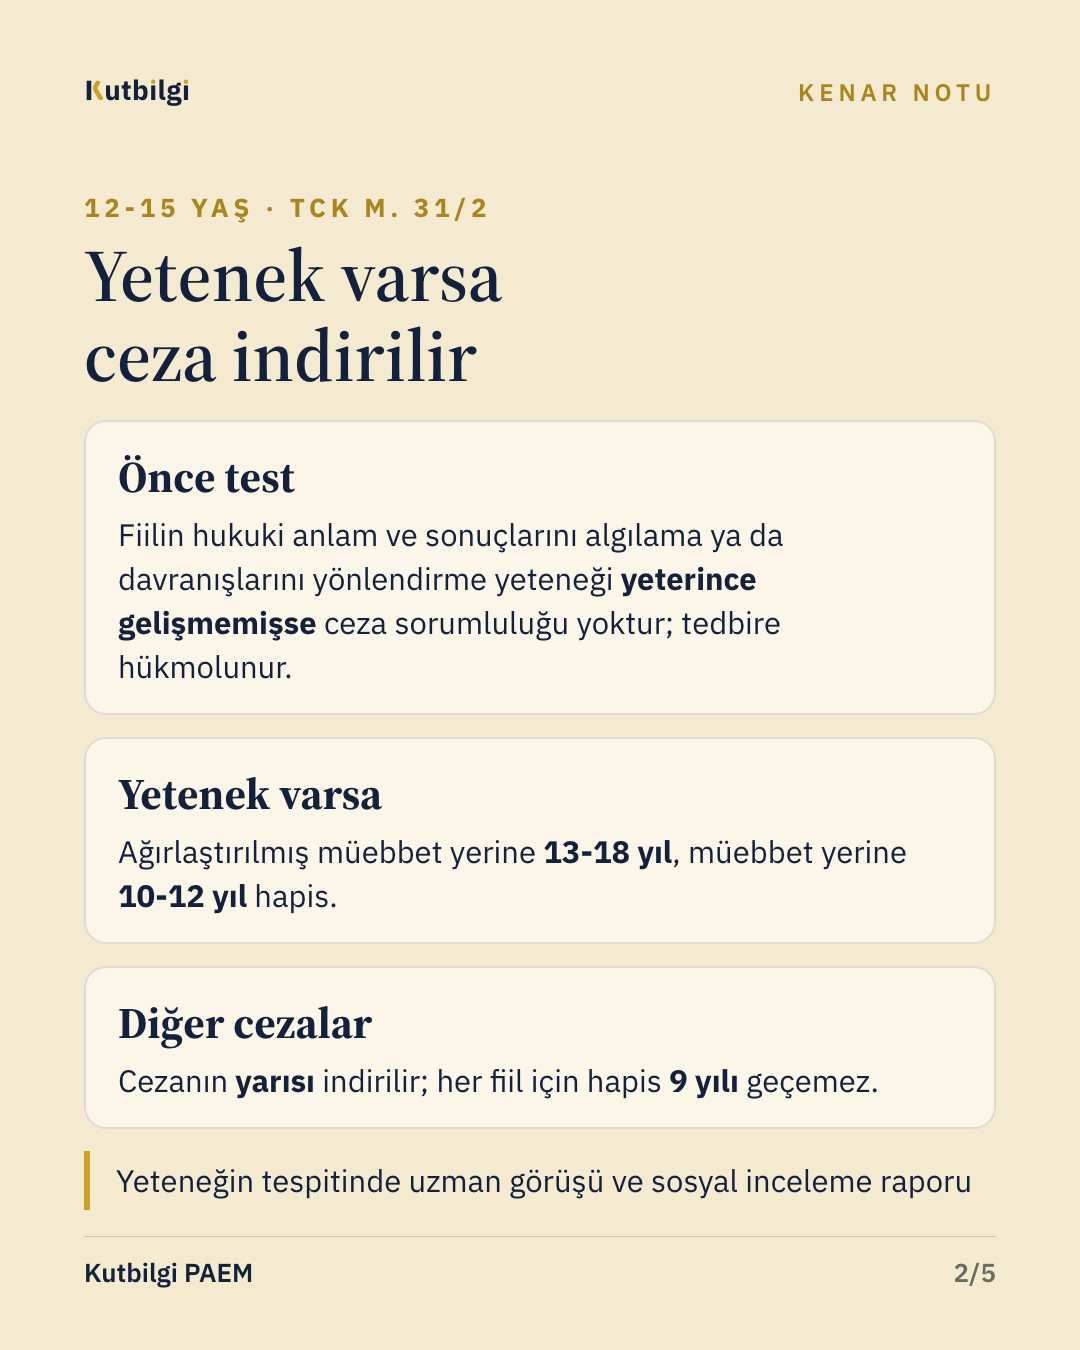 Kutbilgi
KENAR NOTU
12-15 YAŞ · TCK M. 31/2
Yetenek varsa
ceza indirilir
Önce test
Fiilin hukuki anlam ve sonuçlarını algılama ya da
davranışlarını yönlendirme yeteneği yeterince
gelişmemişse ceza sorumluluğu yoktur; tedbire
hükmolunur.
Yetenek varsa
Ağırlaştırılmış müebbet yerine 13-18 yıl, müebbet yerine
10-12 yıl hapis.
Diğer cezalar
Cezanın yarısı indirilir; her fiil için hapis 9 yılı geçemez.
Yeteneğin tespitinde uzman görüşü ve sosyal inceleme raporu
Kutbilgi PAEM
2/5